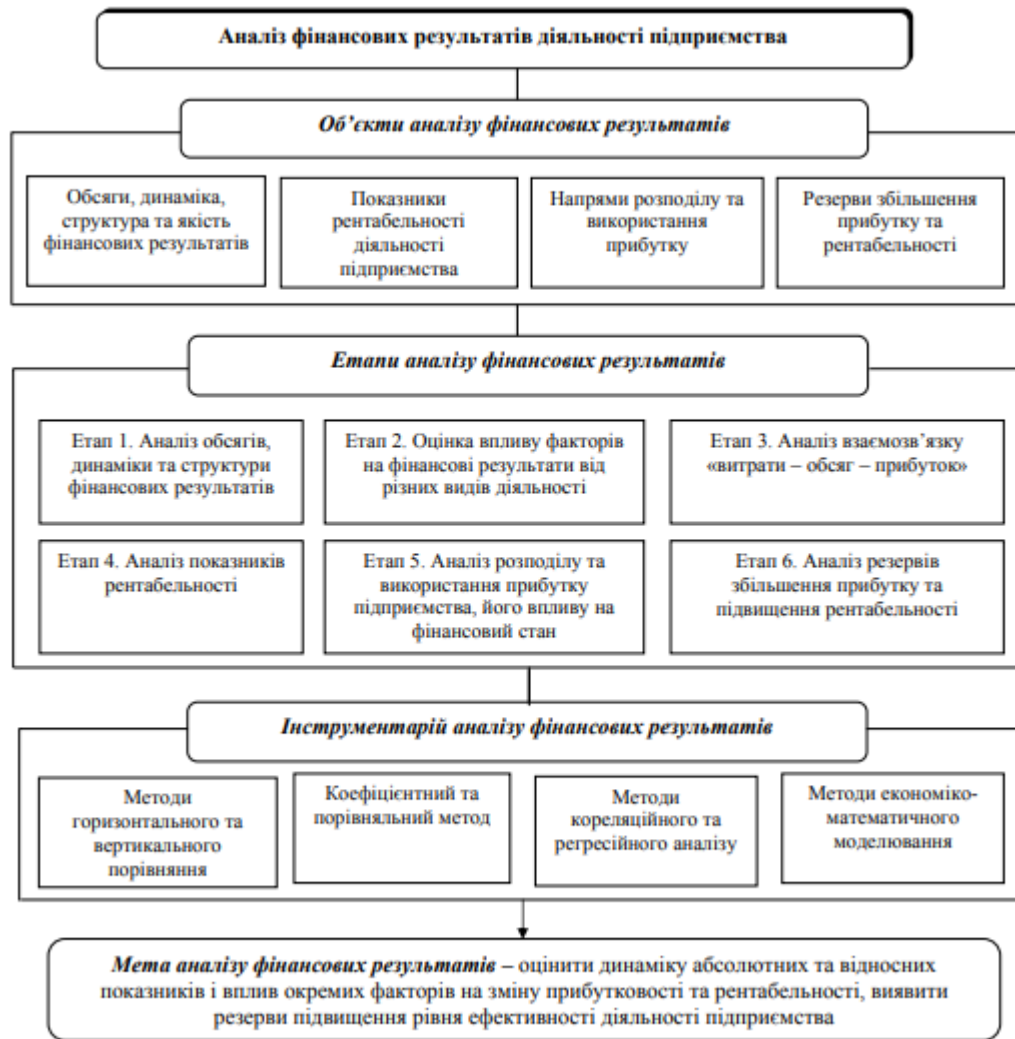 Аналіз фінансових результатів діяльності підприємства
Об’єкти аналізу фінансових результатів
Обсяги, динаміка,
структура та якість
фінансових результатів
Показники
рентабельності
діяльності
підприємства
Напрями розподілу та
використання
прибутку
Резерви збільшення
прибутку та
рентабельності
Етапи аналізу фінансових результатів
Етап 1. Аналіз обсягів,
динаміки та структури
фінансових результатів
Етап 2. Оцінка впливу факторів
на фінансові результати від
різних видів діяльності
Етап 3. Аналіз взаємозв’язку
«витрати – обсяг – прибуток»
Етап 4. Аналіз показників
рентабельності
Етап 5. Аналіз розподілу та
використання прибутку
підприємства, його впливу на
фінансовий стан
Етап 6. Аналіз резервів
збільшення прибутку та
підвищення рентабельності
Інструментарій аналізу фінансових результатів
Методи
горизонтального та
вертикального
порівняння
Коефіцієнтний та
порівняльний метод
Методи
кореляційного та
регресійного аналізу
Методи економіко-
математичного
моделювання
Мета аналізу фінансових результатів – оцінити динаміку абсолютних та відносних
показників і вплив окремих факторів на зміну прибутковості та рентабельності, виявити
резерви підвищення рівня ефективності діяльності підприємства